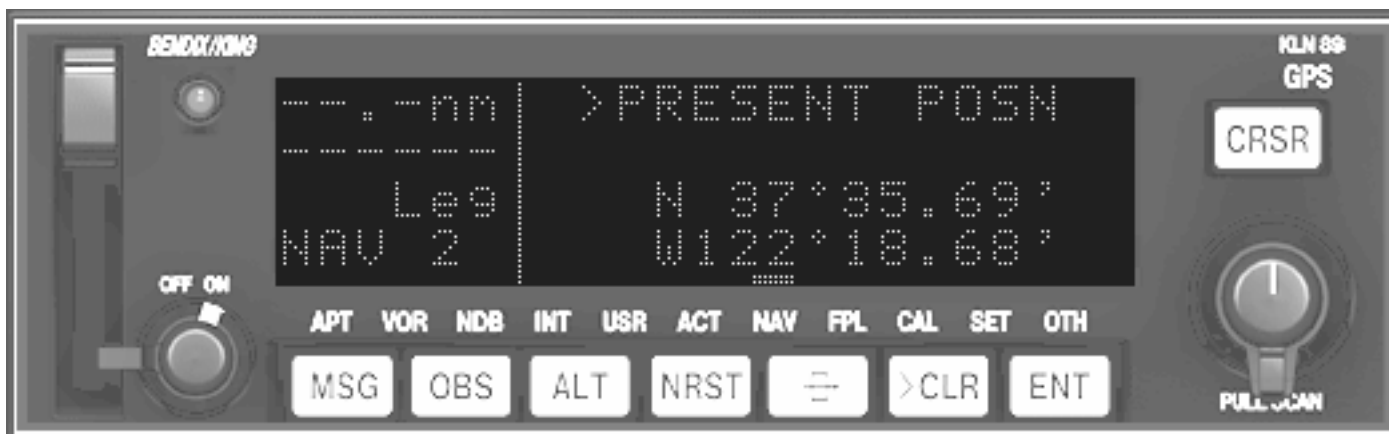 BENDIX/KING
KLN 89
GPS
--.-nm
>PRESENT POSN
------
Leg
N 37°35.69'
NAV 2
W122°18.68'
CRSR
OFF ON
APT VOR NDB INT USR ACT NAV FPL CAL SET OTH
MSG OBS ALT NRST >CLR ENT
PULL SCAN